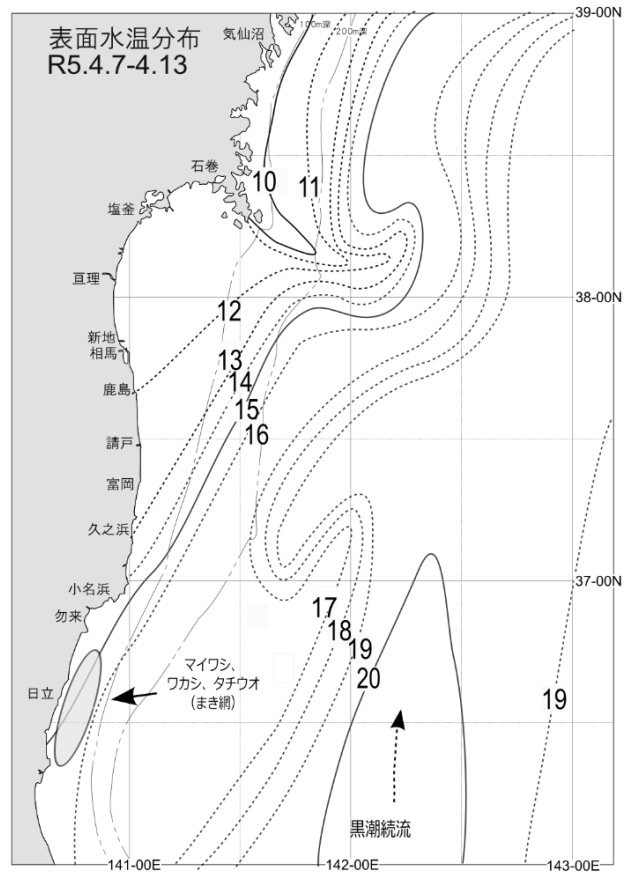 表面水温分布
R5.4.7-4.13
気仙沼
100m深
200m深
39-00N
石巻
10
11
塩釜
亘理
38-00N
12
新地
相馬
13
鹿島
14
15
16
請戸
富岡
久之浜
小名浜
37-00N
勿来
17
18
19
20
マイワシ、
ワカシ、タチウオ
(まき網)
日立
19
黒潮続流
141-00E
142-00E
143-00E